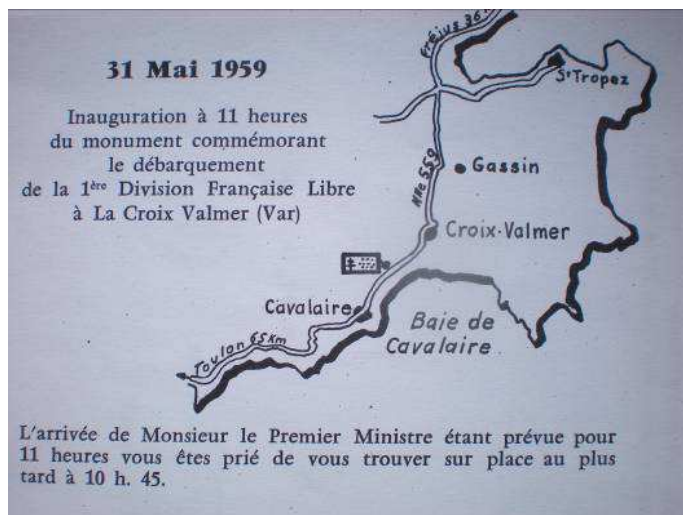 31 Mai 1959
Inauguration à 11 heures
du monument commémorant
le débarquement
de la 1ère Division Française Libre
à La Croix Valmer (Var)
Fréjus 36
St Tropez
Nle 559
Gassin
Croix-Valmer
Cavalaire
Baie de
Cavalaire
Toulon 65 Km
L'arrivée de Monsieur le Premier Ministre étant prévue pour
11 heures vous êtes prié de vous trouver sur place au plus
tard à 10 h. 45.